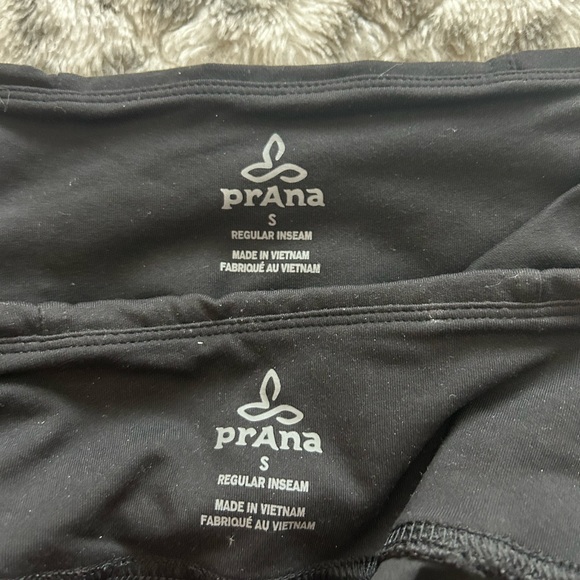 prAna
S
REGULAR INSEAM
MADE IN VIETNAM
FABRIQUÉ AU VIETNAM
prAna
S
REGULAR INSEAM
MADE IN VIETNAM
FABRIQUÉ AU VIETNAM